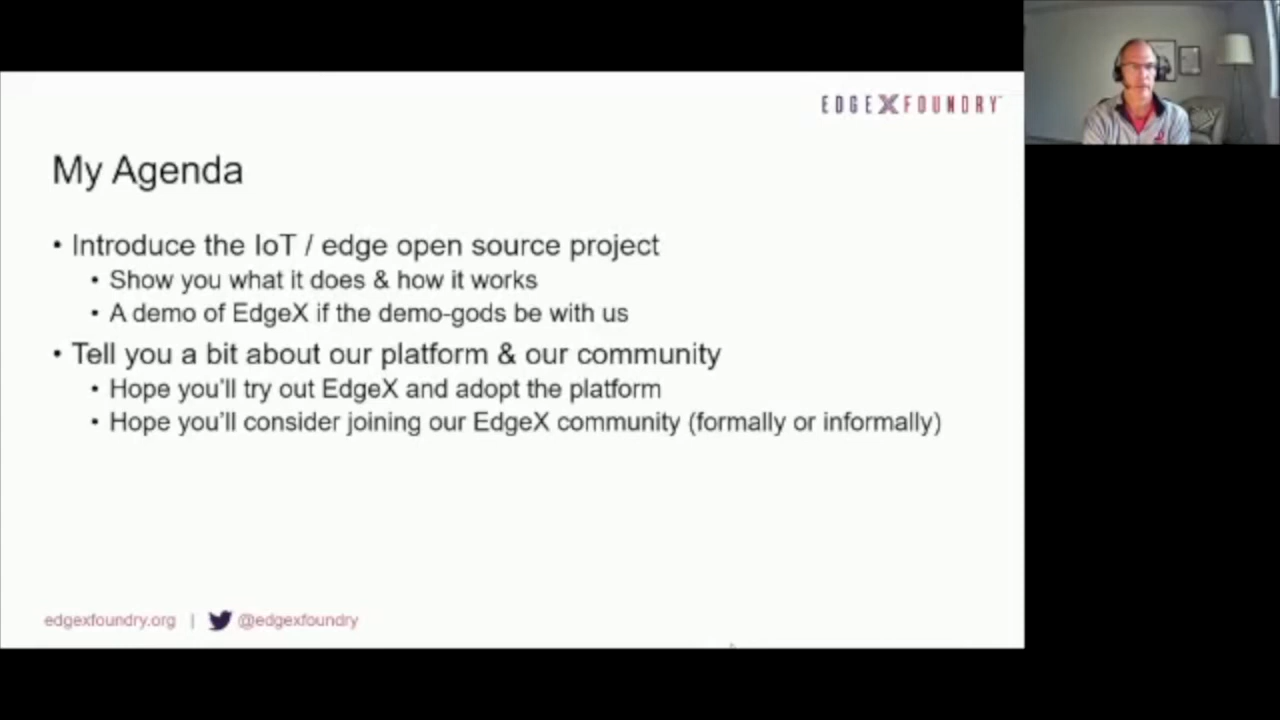 EDGE X FOUNDRY
My Agenda
• Introduce the IoT / edge open source project
• Show you what it does & how it works
• A demo of EdgeX if the demo-gods be with us
• Tell you a bit about our platform & our community
• Hope you'll try out EdgeX and adopt the platform
• Hope you'll consider joining our EdgeX community (formally or informally)
edgexfoundry.org | @edgexfoundry